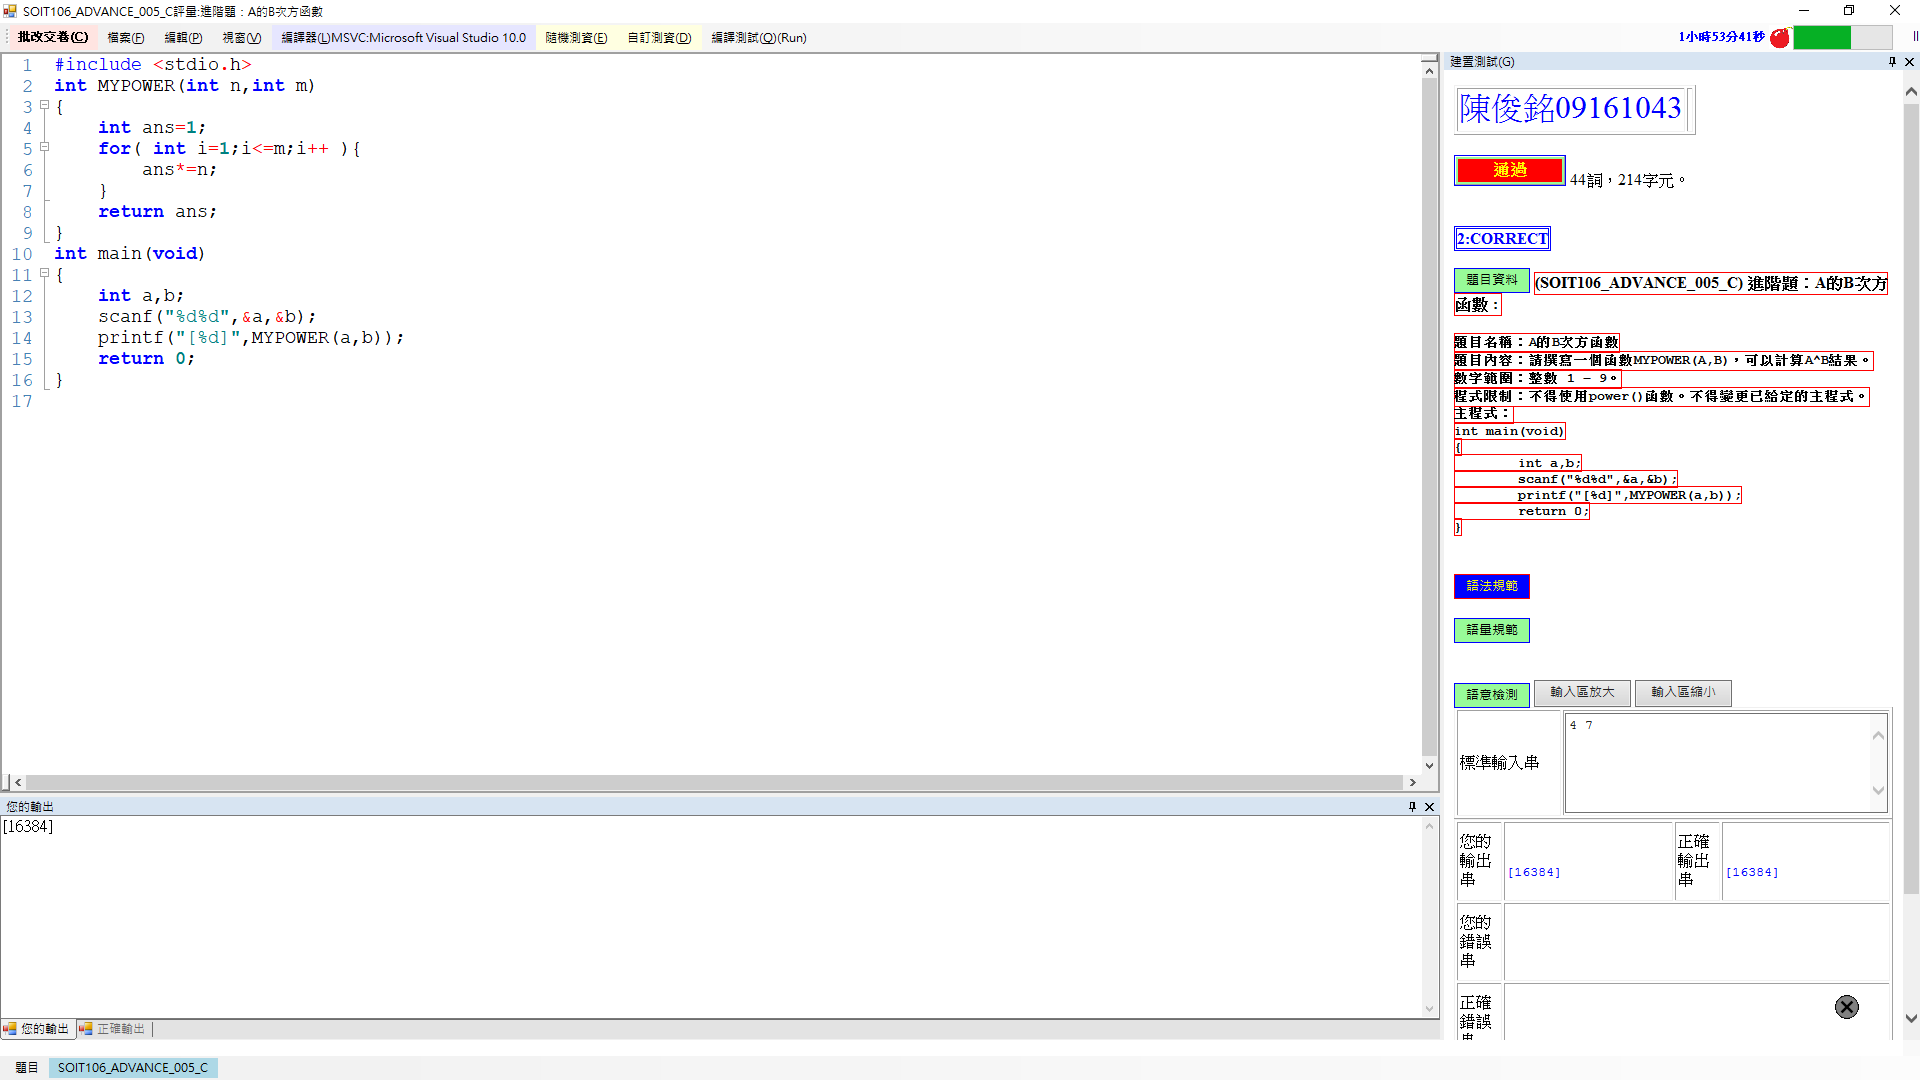 SOIT106_ADVANCE_005_C評量:進階題：A的B次方函數
批改交卷(C) 檔案(F) 編輯(P) 視窗(V) 編譯器(L)MSVC:Microsoft Visual Studio 10.0 隨機測資(E) 自訂測資(D) 編譯測試(Q)(Run) 1小時53分41秒
1 #include <stdio.h>
2 int MYPOWER(int n,int m)
3 {
4 int ans=1;
5 for( int i=1;i<=m;i++ ){
6 ans*=n;
7 }
8 return ans;
9 }
10 int main(void)
11 {
12 int a,b;
13 scanf("%d%d",&a,&b);
14 printf("[%d]",MYPOWER(a,b));
15 return 0;
16 }
17
您的輸出
[16384]
您的輸出 正確輸出
題目 SOIT106_ADVANCE_005_C
建置測試(G)
陳俊銘09161043
通過 44詞，214字元。
2:CORRECT
題目資料 (SOIT106_ADVANCE_005_C) 進階題：A的B次方
函數：
題目名稱：A的B次方函數
題目內容：請撰寫一個函數MYPOWER(A,B)，可以計算A^B結果。
數字範圍：整數 1 - 9。
程式限制：不得使用power()函數。不得變更已給定的主程式。
主程式：
int main(void)
{
int a,b;
scanf("%d%d",&a,&b);
printf("[%d]",MYPOWER(a,b));
return 0;
}
語法規範
語量規範
語意檢測 輸入區放大 輸入區縮小
標準輸入串 4 7
您的輸出串 [16384] 正確輸出串 [16384]
您的錯誤串
正確錯誤